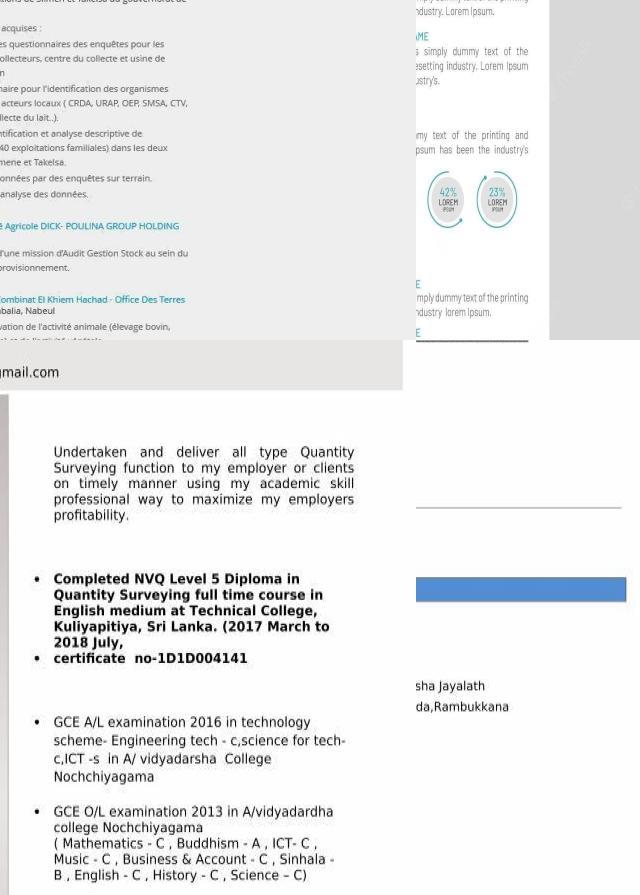 acquises :
es questionnaires des enquêtes pour les
ollecteurs, centre du collecte et usine de
n
naire pour l'identification des organismes
acteurs locaux ( CRDA, URAP, OEP, SMSA, CTV,
llecte du lait..).
ntification et analyse descriptive de
40 exploitations familiales) dans les deux
mene et Takelsa.
onnées par des enquêtes sur terrain.
analyse des données.
é Agricole DICK- POULINA GROUP HOLDING
d'une mission d'Audit Gestion Stock au sein du
provisionnement.
Combinat El Khiem Hachad - Office Des Terres
balia, Nabeul
vation de l'activité animale (élevage bovin,
ndustry. Lorem Ipsum.
AME
s simply dummy text of the
esetting industry. Lorem Ipsum
ustry's.
my text of the printing and
psum has been the industry's
42%
LOREM
IPSUM
23%
LOREM
IPSUM
E
mply dummy text of the printing
ndustry lorem Ipsum.
E
gmail.com
Undertaken and deliver all type Quantity
Surveying function to my employer or clients
on timely manner using my academic skill
professional way to maximize my employers
profitability.
• Completed NVQ Level 5 Diploma in
Quantity Surveying full time course in
English medium at Technical College,
Kuliyapitiya, Sri Lanka. (2017 March to
2018 July,
• certificate no-1D1D004141
• GCE A/L examination 2016 in technology
scheme- Engineering tech - c,science for tech-
c,ICT -s in A/ vidyadarsha College
Nochchiyagama
• GCE O/L examination 2013 in A/vidyadardha
college Nochchiyagama
( Mathematics - C , Buddhism - A , ICT- C ,
Music - C , Business & Account - C , Sinhala -
B , English - C , History - C , Science – C)
sha Jayalath
da,Rambukkana